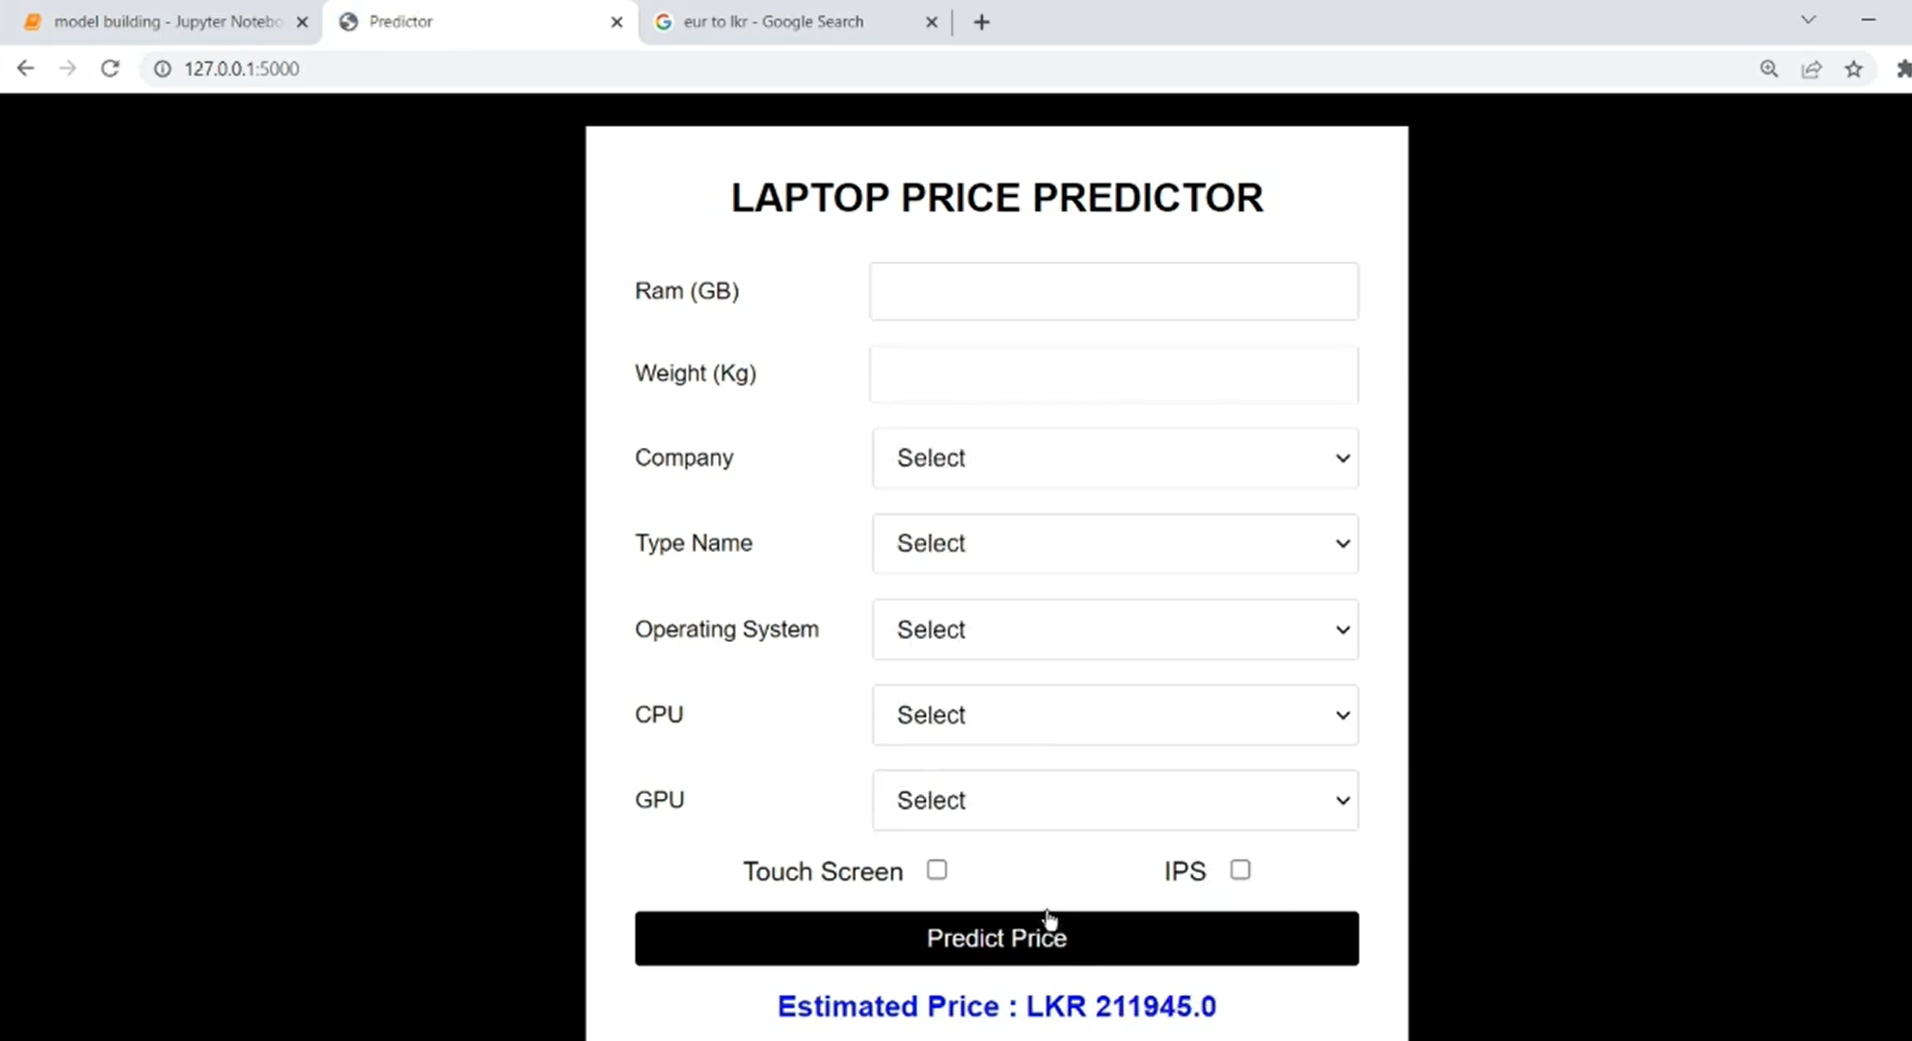 model building - Jupyter Notebo
Predictor
eur to lkr - Google Search
127.0.0.1:5000
LAPTOP PRICE PREDICTOR
Ram (GB)
Weight (Kg)
Company Select
Type Name Select
Operating System Select
CPU Select
GPU Select
Touch Screen IPS
Predict Price
Estimated Price : LKR 211945.0